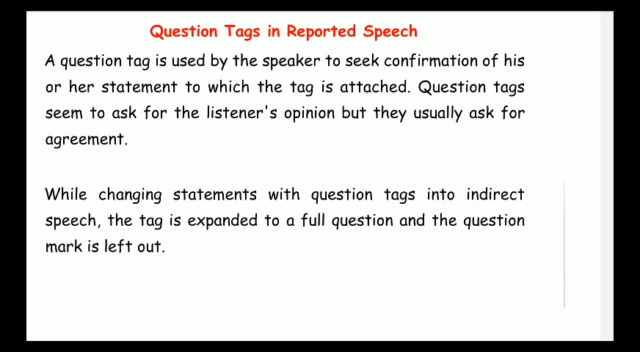 Question Tags in Reported Speech
A question tag is used by the speaker to seek confirmation of his
or her statement to which the tag is attached. Question tags
seem to ask for the listener's opinion but they usually ask for
agreement.
While changing statements with question tags into indirect
speech, the tag is expanded to a full question and the question
mark is left out.